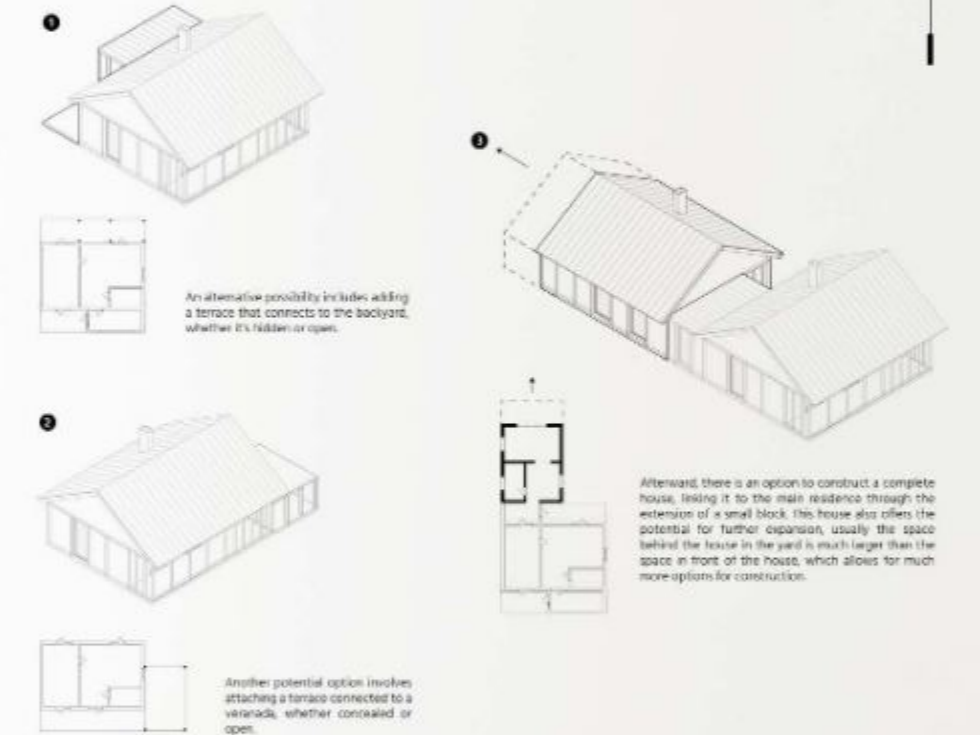 1
An alternative possibility includes adding
a terrace that connects to the backyard,
whether it's hidden or open.
2
Another potential option involves
attaching a terrace connected to a
veranada, whether concealed or
open.
3
Afterward, there is an option to construct a complete
house, linking it to the main residence through the
extension of a small block. This house also offers the
potential for further expansion, usually the space
behind the house in the yard is much larger than the
space in front of the house, which allows for much
more options for construction.